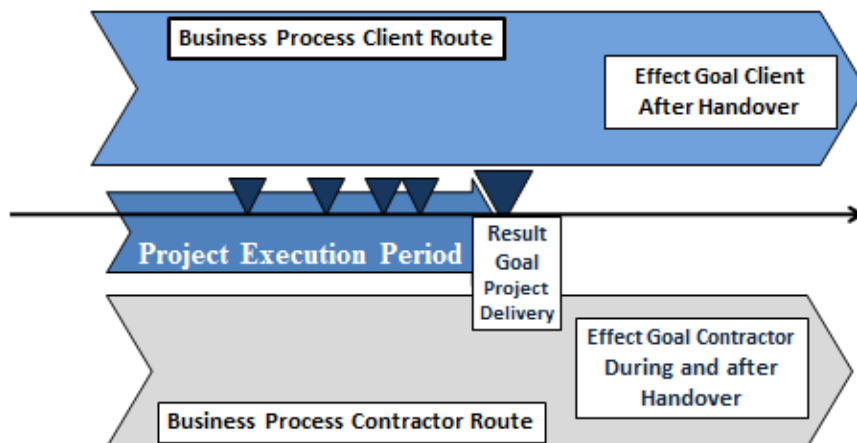 Business Process Client Route
Effect Goal Client
After Handover
Project Execution Period
Result
Goal
Project
Delivery
Effect Goal Contractor
During and after
Handover
Business Process Contractor Route